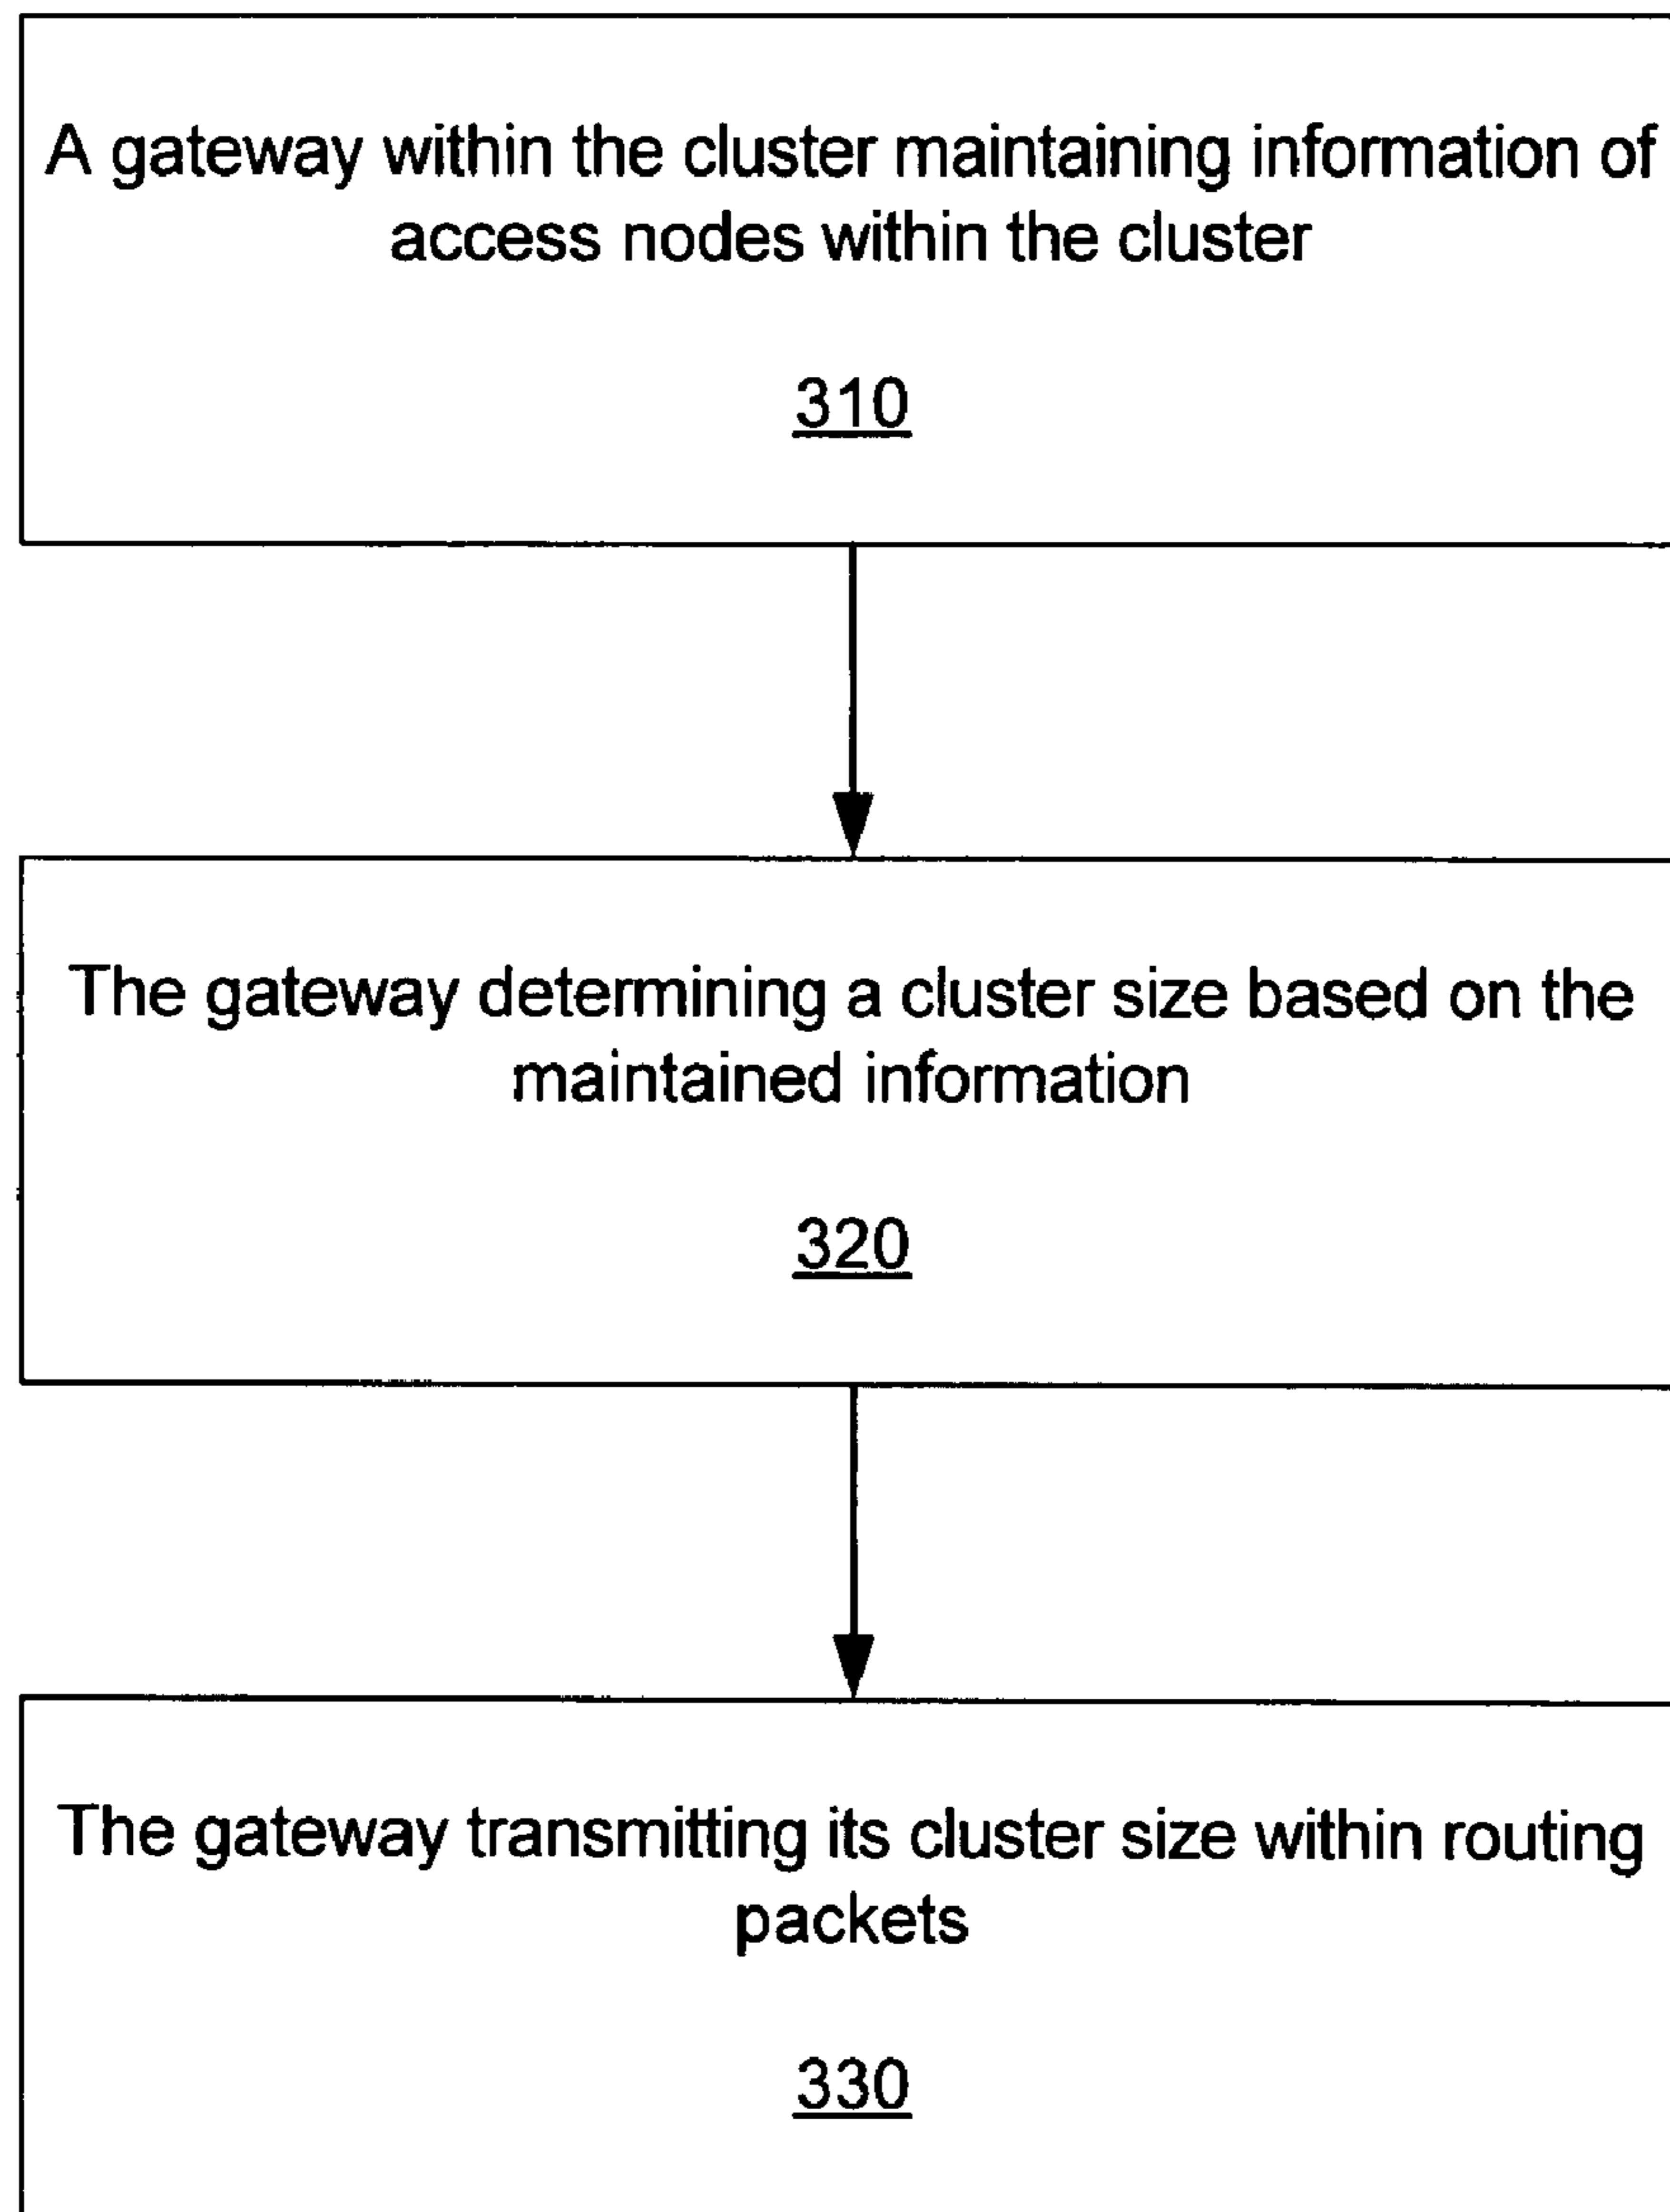 A gateway within the cluster maintaining information of
access nodes within the cluster
310
The gateway determining a cluster size based on the
maintained information
320
The gateway transmitting its cluster size within routing
packets
330